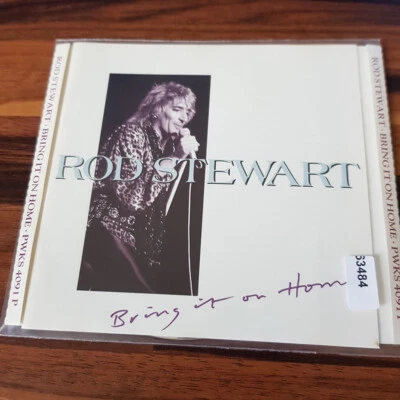 ROD STEWART · BRING IT ON HOME · PWKS 4091 P
ROD STEWART
Bring it on Hom
63484
ROD STEWART · BRING IT ON HOME · PWKS 4091 P